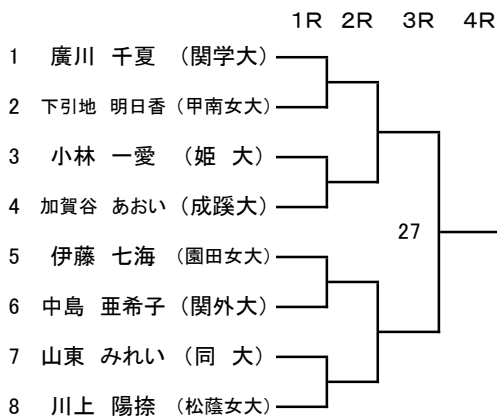 １Ｒ ２Ｒ ３Ｒ ４Ｒ
1 廣川 千夏 （関学大）
2 下引地 明日香 （甲南女大）
3 小林 一愛 （姫 大）
4 加賀谷 あおい （成蹊大）
27
5 伊藤 七海 （園田女大）
6 中島 亜希子 （関外大）
7 山東 みれい （同 大）
8 川上 陽捺 （松蔭女大）